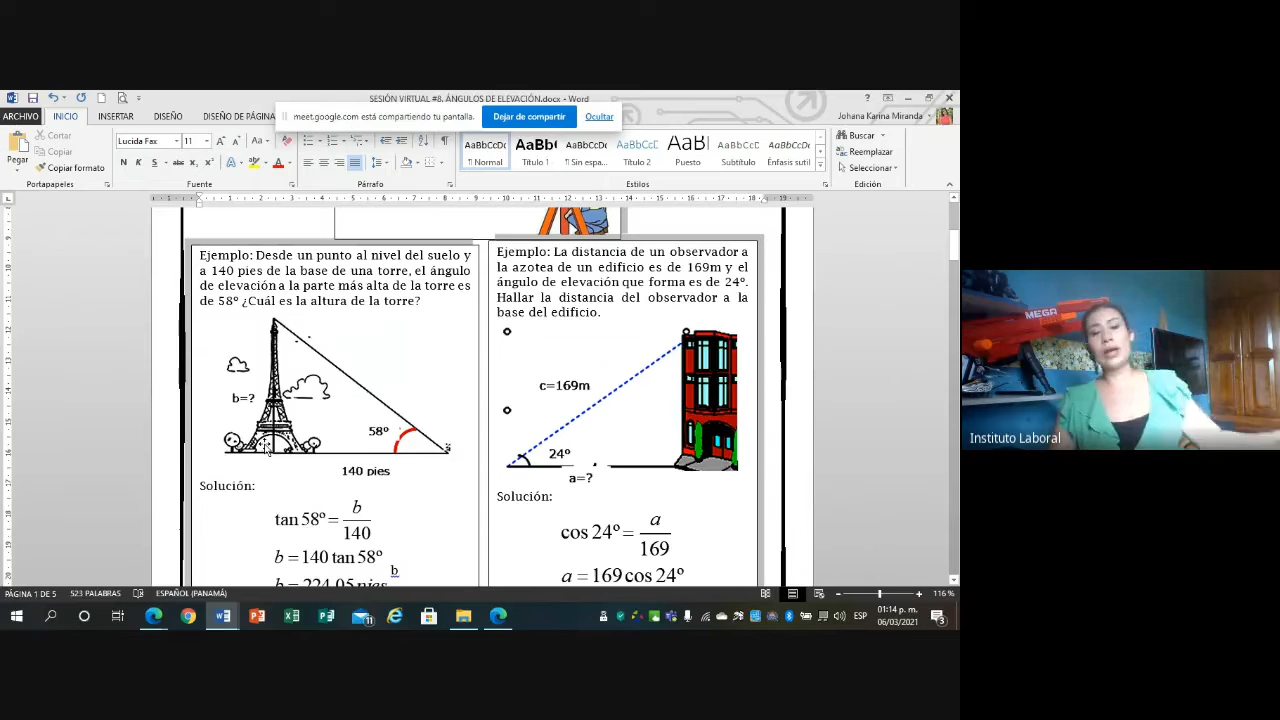 SESIÓN VIRTUAL #8. ÁNGULOS DE ELEVACIÓN.docx - Word
ARCHIVO INICIO INSERTAR DISEÑO DISEÑO DE PÁGINA
meet.google.com está compartiendo tu pantalla. Dejar de compartir Ocultar
Johana Karina Miranda
Pegar
Cortar
Copiar
Copiar formato
Portapapeles
Lucida Fax 11
Fuente
Párrafo
AaBbCcDc AaBb AaBbCcDc AaBbCcD AaBl AaBbCcD AaBbCcDc
¶ Normal Título 1 ¶ Sin espa... Título 2 Puesto Subtítulo Énfasis sutil
Estilos
Buscar
Reemplazar
Seleccionar
Edición
Ejemplo: Desde un punto al nivel del suelo y
a 140 pies de la base de una torre, el ángulo
de elevación a la parte más alta de la torre es
de 58º ¿Cuál es la altura de la torre?
b=?
58º
140 pies
Solución:
tan 58º = b/140
b = 140 tan 58º
b
b = 224.05 pies
Ejemplo: La distancia de un observador a
la azotea de un edificio es de 169m y el
ángulo de elevación que forma es de 24º.
Hallar la distancia del observador a la
base del edificio.
c=169m
24º
a=?
Solución:
cos 24º = a/169
a = 169 cos 24º
MEGA
Instituto Laboral
PÁGINA 1 DE 5 523 PALABRAS ESPAÑOL (PANAMÁ) 116 %
11
ESP
01:14 p. m.
06/03/2021
3